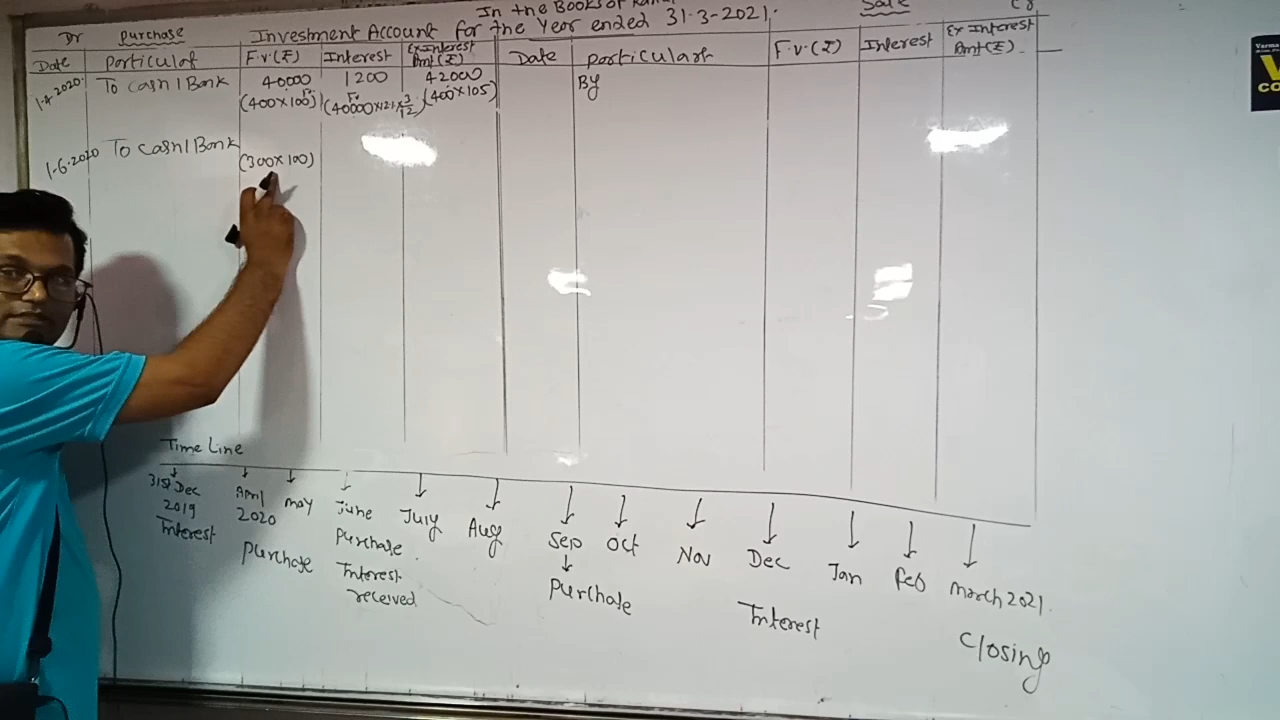 In the Books of
Investment Account for the Year ended 31.3-2021.
Dr Purchase
Sale
Cr
Date Particular F.v.(₹) Interest Ex Interest Amt(₹) Date Particulars F.v.(₹) Interest Ex Interest Amt(₹)
1-4-2020 To Cash / Bank 40000 1200 42000 By
(400×100) (40000×12%×3/12) (400×105)
1-6-2020 To Cash / Bank
(300×100)
Time Line
31st Dec 2019 Interest
April 2020 Purchase
may
June Purchase Interest received
July
Aug
Sep Purchase
Oct
Nov
Dec Interest
Jan
Feb
March 2021. Closing
Varma
CO